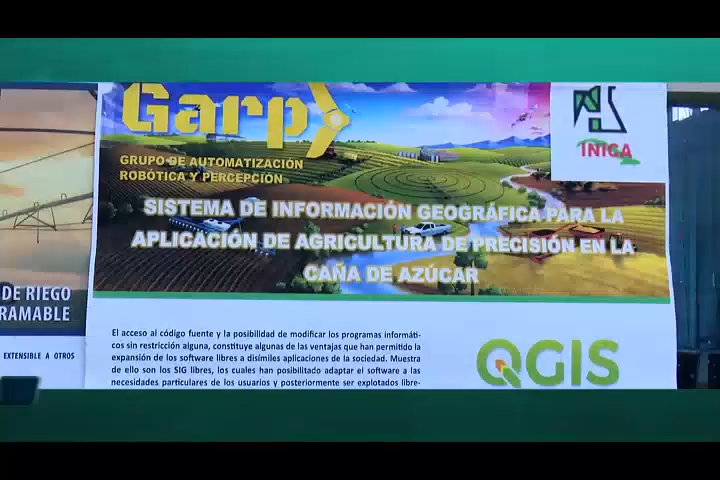 Garp
GRUPO DE AUTOMATIZACIÓN
ROBÓTICA Y PERCEPCIÓN
INICA
SISTEMA DE INFORMACIÓN GEOGRÁFICA PARA LA
APLICACIÓN DE AGRICULTURA DE PRECISIÓN EN LA
CAÑA DE AZÚCAR
DE RIEGO
RAMABLE
EXTENSIBLE A OTROS
El acceso al código fuente y la posibilidad de modificar los programas informáti-
cos sin restricción alguna, constituye algunas de las ventajas que han permitido la
expansión de los software libres a disímiles aplicaciones de la sociedad. Muestra
de ello son los SIG libres, los cuales han posibilitado adaptar el software a las
necesidades particulares de los usuarios y posteriormente ser explotados libre-
QGIS